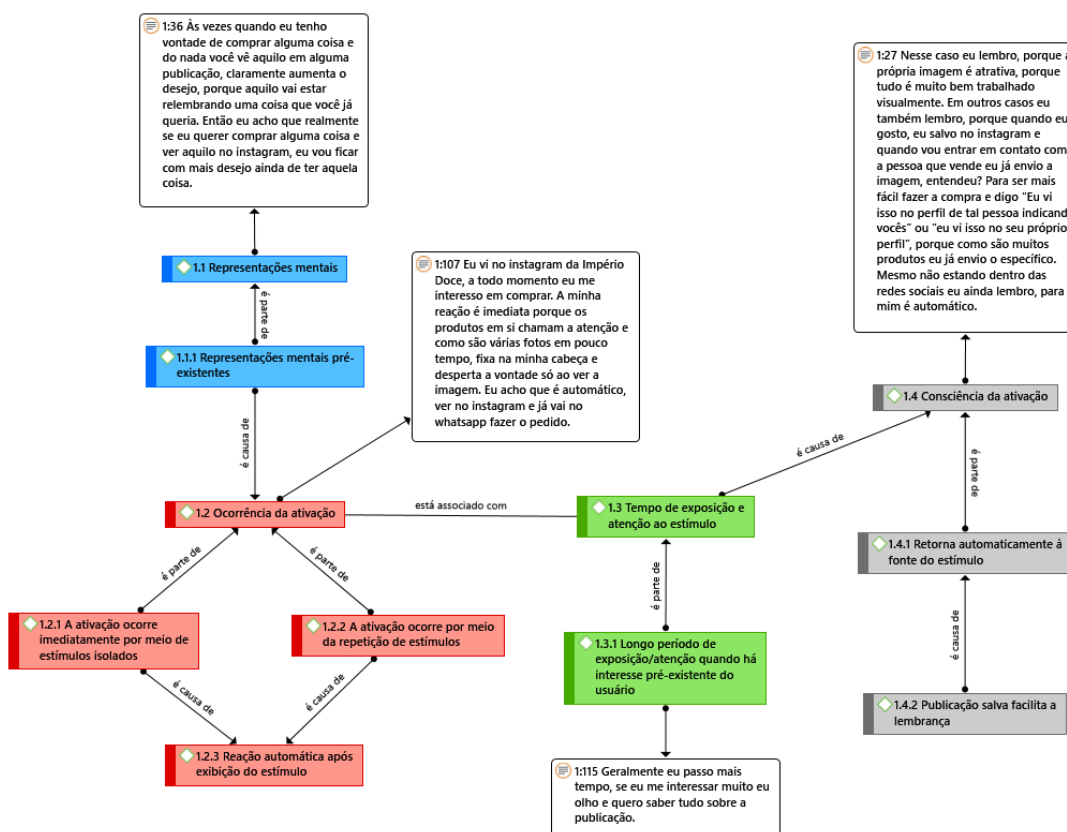 1:36 Às vezes quando eu tenho
vontade de comprar alguma coisa e
do nada você vê aquilo em alguma
publicação, claramente aumenta o
desejo, porque aquilo vai estar
relembrando uma coisa que você já
queria. Então eu acho que realmente
se eu querer comprar alguma coisa e
ver aquilo no instagram, eu vou ficar
com mais desejo ainda de ter aquela
coisa.
1.1 Representações mentais
é parte de
1.1.1 Representações mentais pré-
existentes
é causa de
1:107 Eu vi no instagram da Império
Doce, a todo momento eu me
interesso em comprar. A minha
reação é imediata porque os
produtos em si chamam a atenção e
como são várias fotos em pouco
tempo, fixa na minha cabeça e
desperta a vontade só ao ver a
imagem. Eu acho que é automático,
ver no instagram e já vai no
whatsapp fazer o pedido.
1:27 Nesse caso eu lembro, porque a
própria imagem é atrativa, porque
tudo é muito bem trabalhado
visualmente. Em outros casos eu
também lembro, porque quando eu
gosto, eu salvo no instagram e
quando vou entrar em contato com
a pessoa que vende eu já envio a
imagem, entendeu? Para ser mais
fácil fazer a compra e digo "Eu vi
isso no perfil de tal pessoa indicand
vocês" ou "eu vi isso no seu próprio
perfil", porque como são muitos
produtos eu já envio o específico.
Mesmo não estando dentro das
redes sociais eu ainda lembro, para
mim é automático.
1.4 Consciência da ativação
é causa de
é parte de
1.2 Ocorrência da ativação
está associado com
1.3 Tempo de exposição e
atenção ao estímulo
1.4.1 Retorna automaticamente à
fonte do estímulo
é parte de
é parte de
é parte de
1.2.1 A ativação ocorre
imediatamente por meio de
estímulos isolados
1.2.2 A ativação ocorre por meio
da repetição de estímulos
1.3.1 Longo período de
exposição/atenção quando há
interesse pré-existente do
usuário
é causa de
é causa de
é causa de
1.4.2 Publicação salva facilita a
lembrança
1.2.3 Reação automática após
exibição do estímulo
1:115 Geralmente eu passo mais
tempo, se eu me interessar muito eu
olho e quero saber tudo sobre a
publicação.